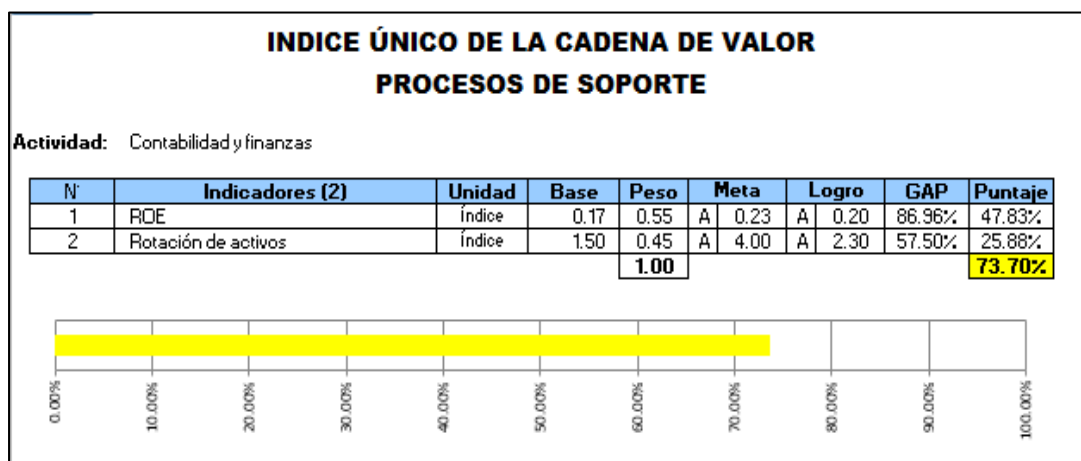 INDICE ÚNICO DE LA CADENA DE VALOR
PROCESOS DE SOPORTE
Actividad: Contabilidad y finanzas
N° Indicadores (2) Unidad Base Peso Meta Logro GAP Puntaje
1 ROE Índice 0.17 0.55 A 0.23 A 0.20 86.96% 47.83%
2 Rotación de activos Índice 1.50 0.45 A 4.00 A 2.30 57.50% 25.88%
1.00 73.70%
0.00% 10.00% 20.00% 30.00% 40.00% 50.00% 60.00% 70.00% 80.00% 90.00% 100.00%